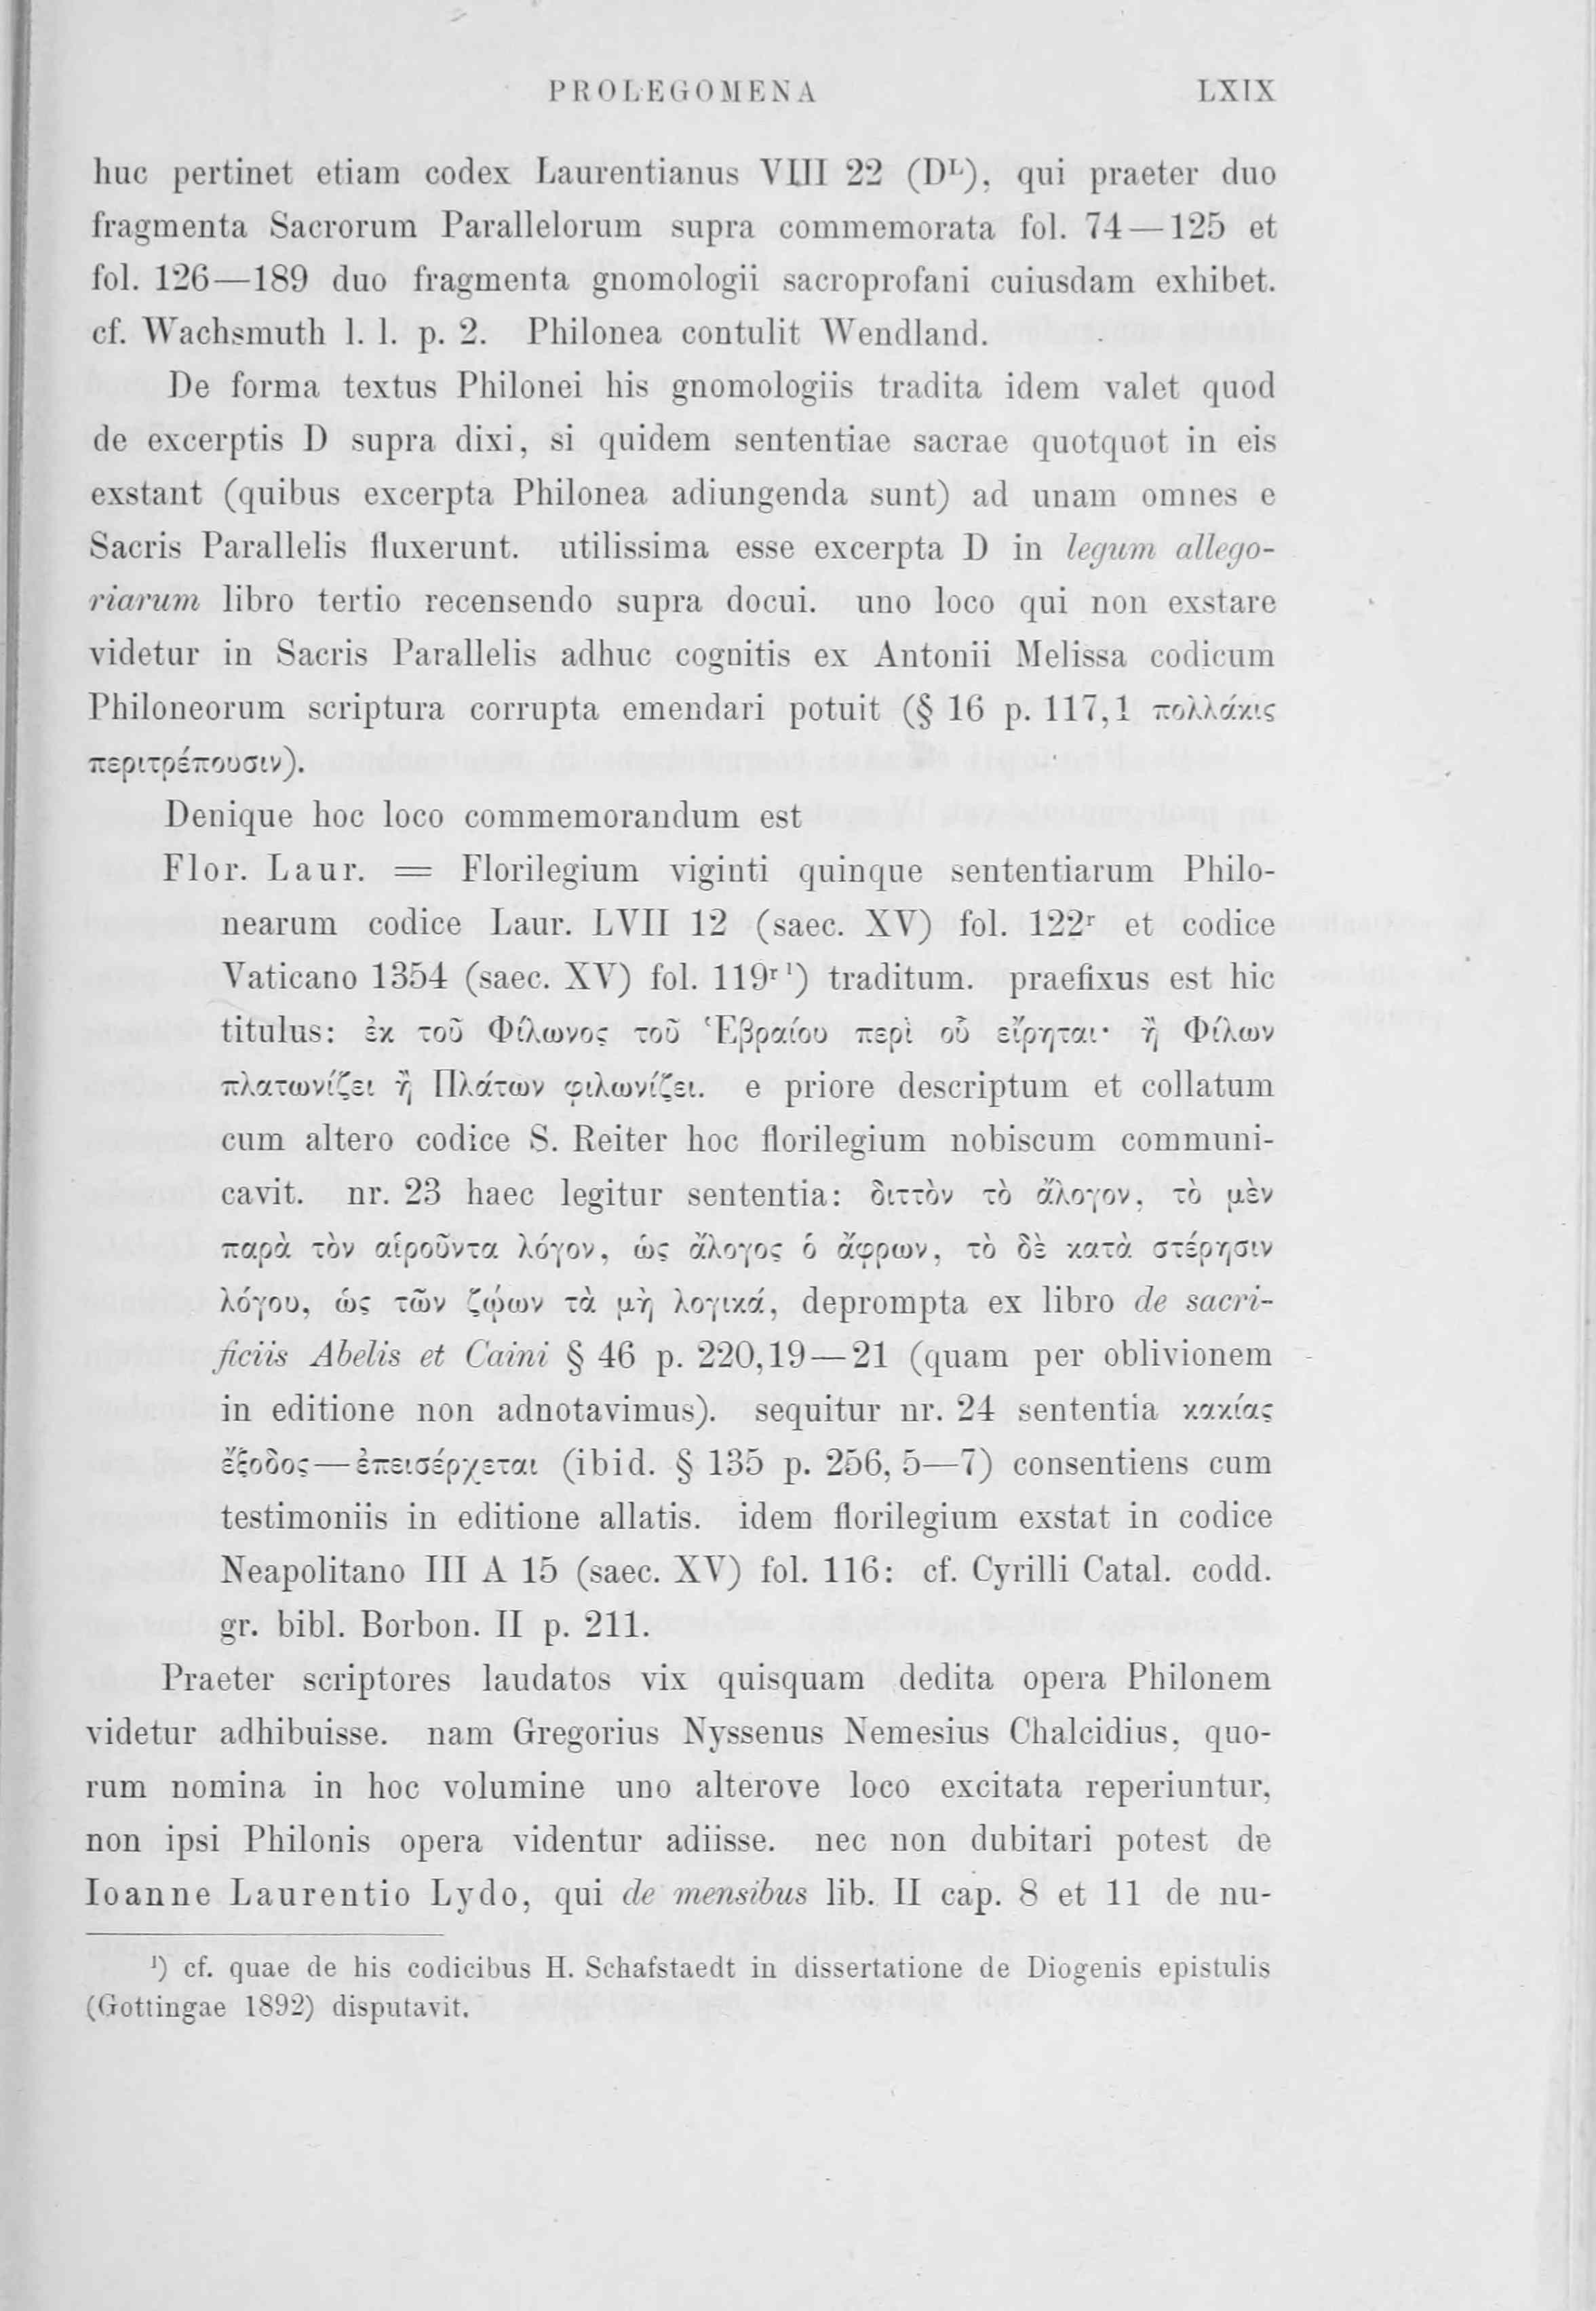 PROLEGOMENA LXIX
huc pertinet etiam codex Laurentianus VIII 22 (Dᴸ), qui praeter duo
fragmenta Sacrorum Parallelorum supra commemorata fol. 74—125 et
fol. 126—189 duo fragmenta gnomologii sacroprofani cuiusdam exhibet.
cf. Wachsmuth l. l. p. 2. Philonea contulit Wendland.
De forma textus Philonei his gnomologiis tradita idem valet quod
de excerptis D supra dixi, si quidem sententiae sacrae quotquot in eis
exstant (quibus excerpta Philonea adiungenda sunt) ad unam omnes e
Sacris Parallelis fluxerunt. utilissima esse excerpta D in legum allego-
riarum libro tertio recensendo supra docui. uno loco qui non exstare
videtur in Sacris Parallelis adhuc cognitis ex Antonii Melissa codicum
Philoneorum scriptura corrupta emendari potuit (§ 16 p. 117,1 πολλάκις
περιτρέπουσιν).
Denique hoc loco commemorandum est
Flor. Laur. = Florilegium viginti quinque sententiarum Philo-
nearum codice Laur. LVII 12 (saec. XV) fol. 122ʳ et codice
Vaticano 1354 (saec. XV) fol. 119ʳ ¹) traditum. praefixus est hic
titulus: ἐκ τοῦ Φίλωνος τοῦ Ἑβραίου περὶ οὗ εἴρηται· ἢ Φίλων
πλατωνίζει ἢ Πλάτων φιλωνίζει. e priore descriptum et collatum
cum altero codice S. Reiter hoc florilegium nobiscum communi-
cavit. nr. 23 haec legitur sententia: διττὸν τὸ ἄλογον, τὸ μὲν
παρὰ τὸν αἱροῦντα λόγον, ὡς ἄλογος ὁ ἄφρων, τὸ δὲ κατὰ στέρησιν
λόγου, ὡς τῶν ζῴων τὰ μὴ λογικά, deprompta ex libro de sacri-
ficiis Abelis et Caini § 46 p. 220,19—21 (quam per oblivionem
in editione non adnotavimus). sequitur nr. 24 sententia κακίας
ἔξοδος—ἐπεισέρχεται (ibid. § 135 p. 256, 5—7) consentiens cum
testimoniis in editione allatis. idem florilegium exstat in codice
Neapolitano III A 15 (saec. XV) fol. 116: cf. Cyrilli Catal. codd.
gr. bibl. Borbon. II p. 211.
Praeter scriptores laudatos vix quisquam dedita opera Philonem
videtur adhibuisse. nam Gregorius Nyssenus Nemesius Chalcidius, quo-
rum nomina in hoc volumine uno alterove loco excitata reperiuntur,
non ipsi Philonis opera videntur adiisse. nec non dubitari potest de
Ioanne Laurentio Lydo, qui de mensibus lib. II cap. 8 et 11 de nu-
¹) cf. quae de his codicibus H. Schafstaedt in dissertatione de Diogenis epistulis
(Gottingae 1892) disputavit.